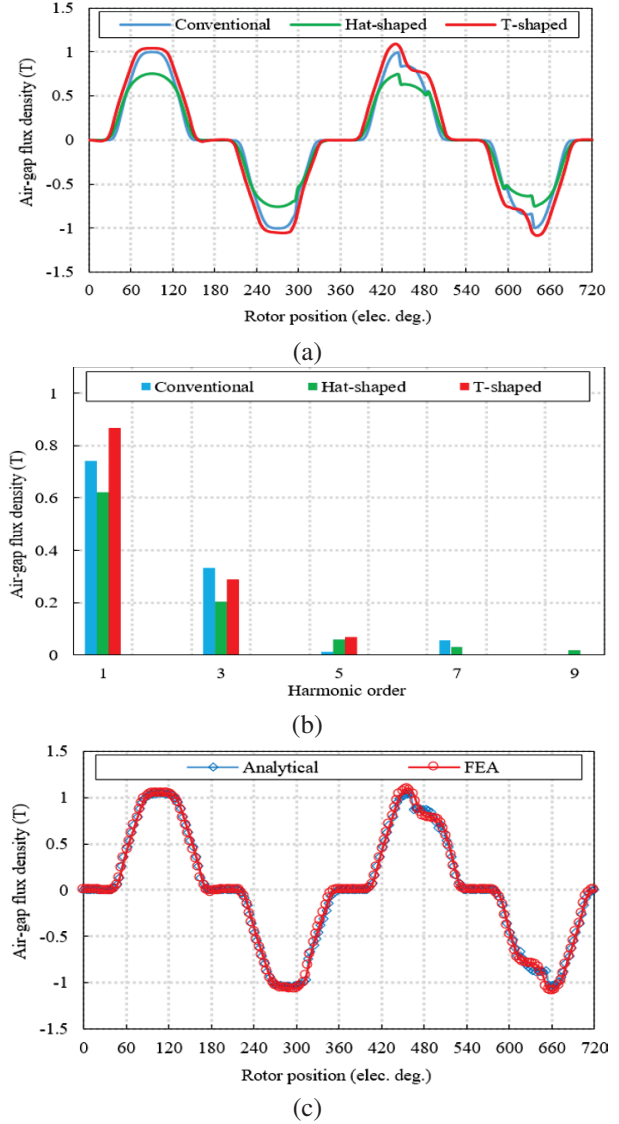 Conventional Hat-shaped T-shaped
Air-gap flux density (T)
1.5
1
0.5
0
-0.5
-1
-1.5
0 60 120 180 240 300 360 420 480 540 600 660 720
Rotor position (elec. deg.)
(a)
Conventional Hat-shaped T-shaped
Air-gap flux density (T)
1
0.8
0.6
0.4
0.2
0
1 3 5 7 9
Harmonic order
(b)
Analytical FEA
Air-gap flux density (T)
1.5
1
0.5
0
-0.5
-1
-1.5
0 60 120 180 240 300 360 420 480 540 600 660 720
Rotor position (elec. deg.)
(c)